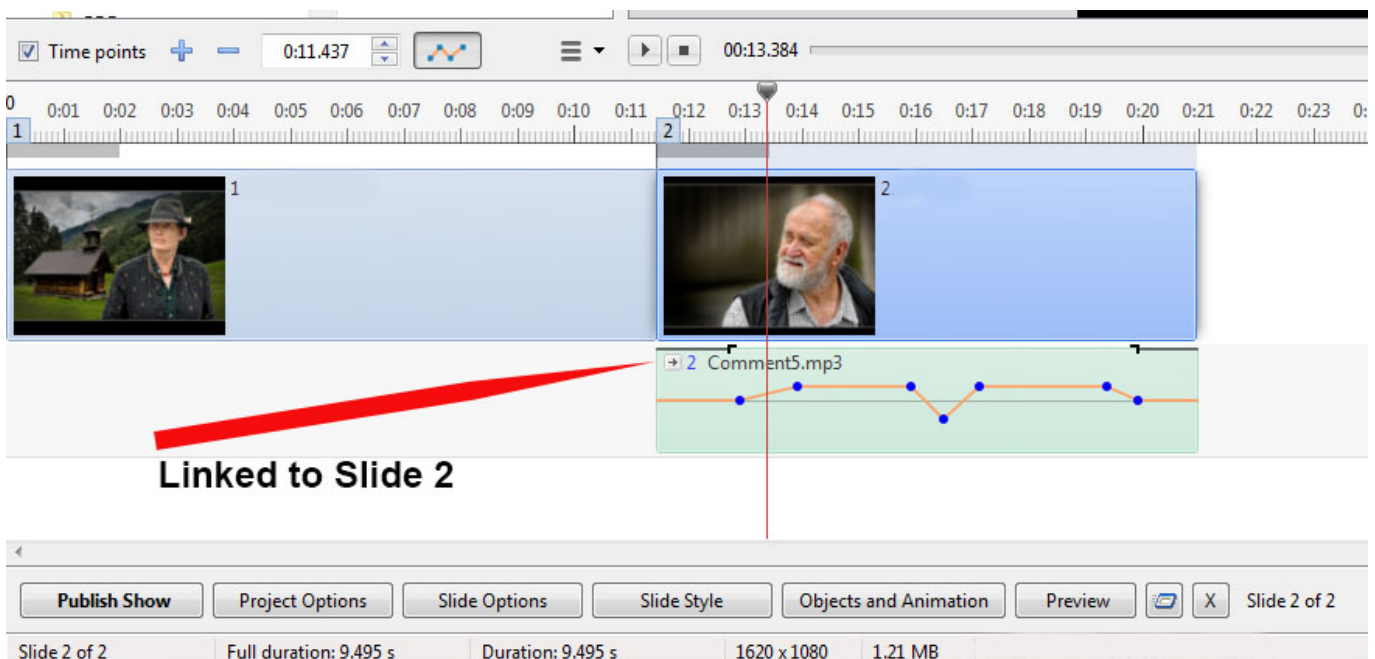 Time points 0:11.437 00:13.384
0 0:01 0:02 0:03 0:04 0:05 0:06 0:07 0:08 0:09 0:10 0:11 0:12 0:13 0:14 0:15 0:16 0:17 0:18 0:19 0:20 0:21 0:22 0:23 0:
1 2
1 2
2 Comment5.mp3
Linked to Slide 2
Publish Show Project Options Slide Options Slide Style Objects and Animation Preview X Slide 2 of 2
Slide 2 of 2 Full duration: 9.495 s Duration: 9.495 s 1620 x 1080 1.21 MB